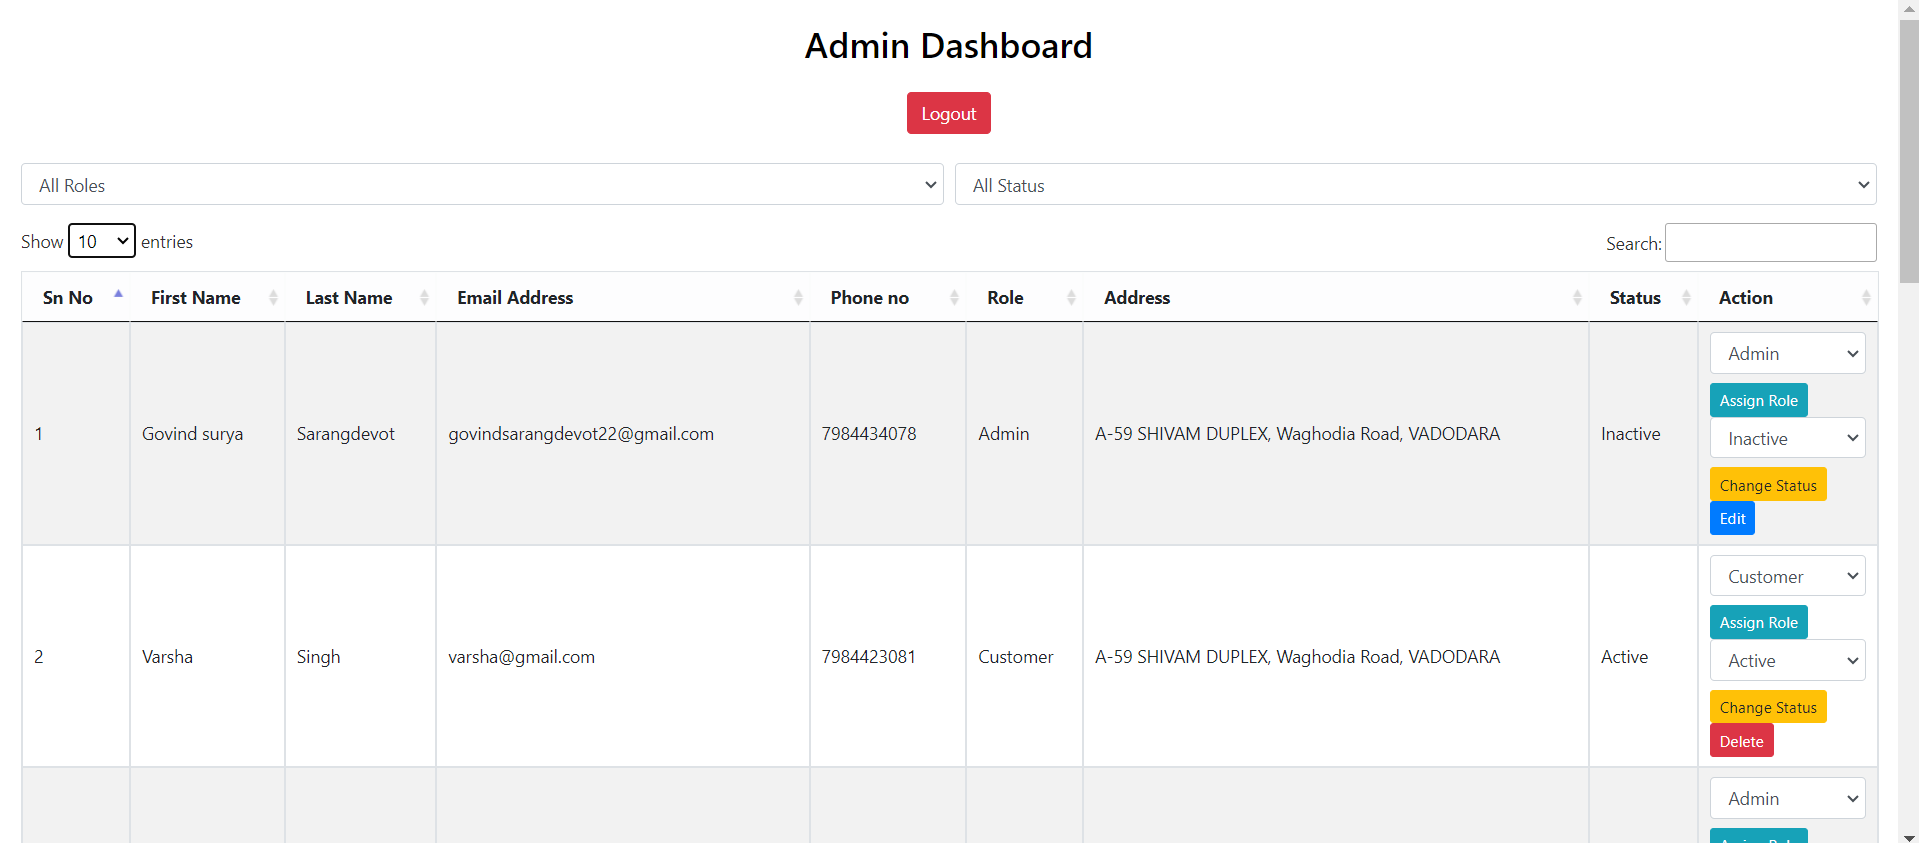 Admin Dashboard
Logout
All Roles All Status
Show 10 entries Search:
Sn No First Name Last Name Email Address Phone no Role Address Status Action
Admin
Assign Role
1 Govind surya Sarangdevot govindsarangdevot22@gmail.com 7984434078 Admin A-59 SHIVAM DUPLEX, Waghodia Road, VADODARA Inactive
Inactive
Change Status
Edit
Customer
Assign Role
2 Varsha Singh varsha@gmail.com 7984423081 Customer A-59 SHIVAM DUPLEX, Waghodia Road, VADODARA Active
Active
Change Status
Delete
Admin